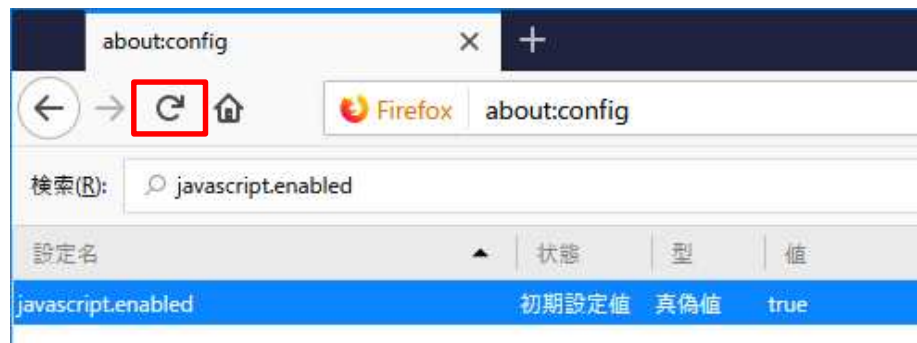 about:config
Firefox about:config
検索(R): javascript.enabled
設定名 状態 型 値
javascript.enabled 初期設定値 真偽値 true